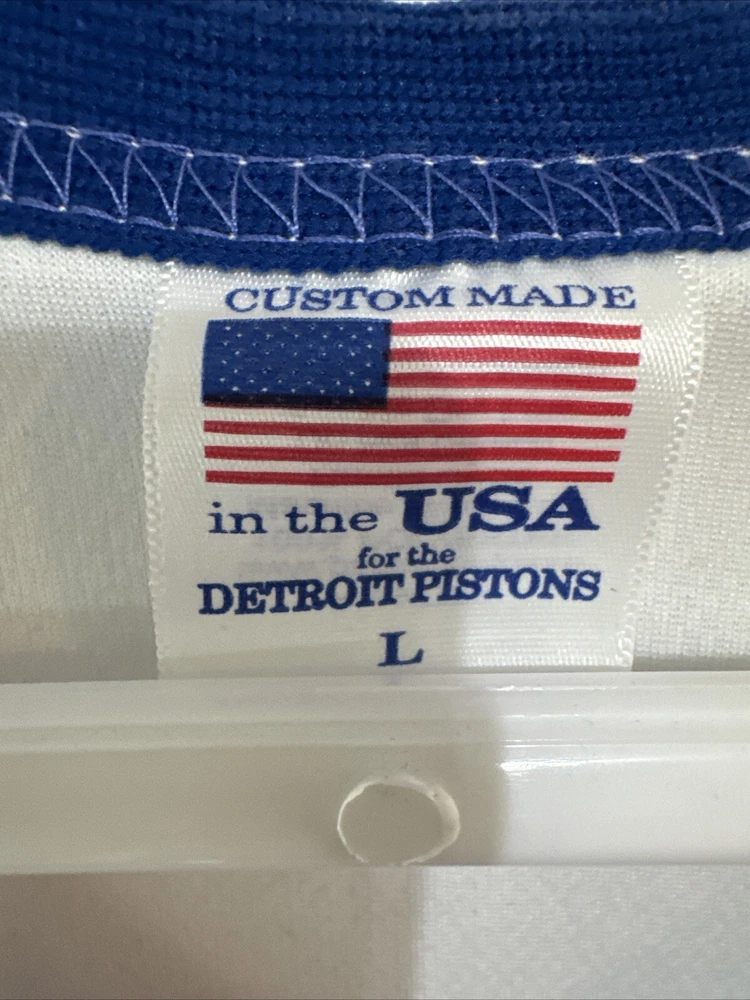 CUSTOM MADE
in the USA
for the
DETROIT PISTONS
L